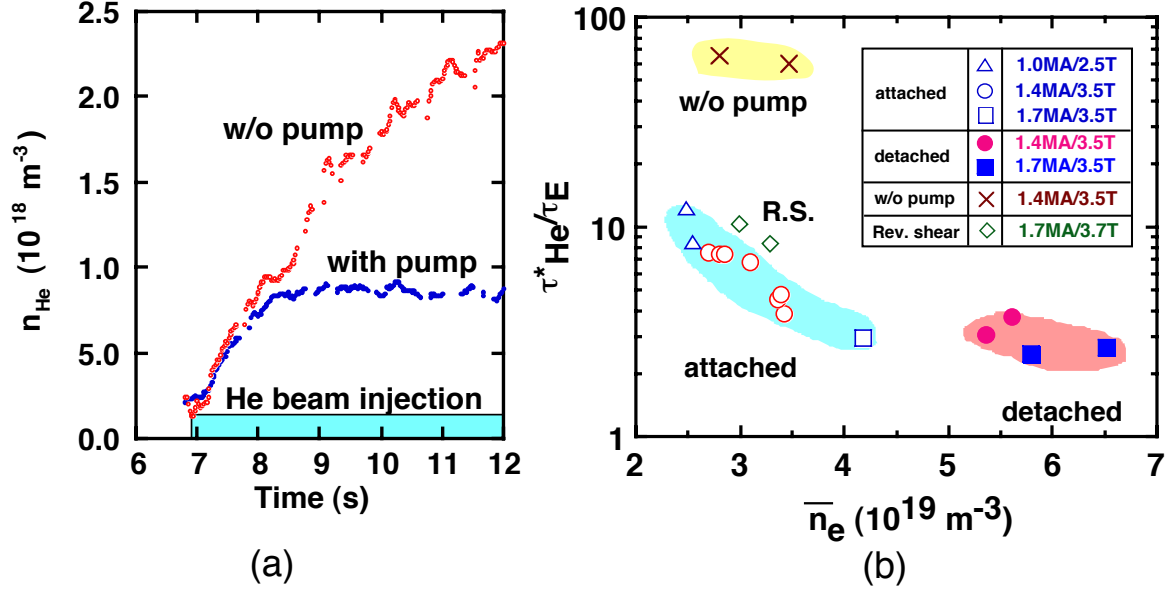 2.5
2.0
1.5
1.0
5.0
0.0
n_He (10^18 m^-3)
w/o pump
with pump
He beam injection
6 7 8 9 10 11 12
Time (s)
(a)
100
10
1
τ*He/τE
w/o pump
attached
1.0MA/2.5T
1.4MA/3.5T
1.7MA/3.5T
detached
1.4MA/3.5T
1.7MA/3.5T
w/o pump
1.4MA/3.5T
Rev. shear
1.7MA/3.7T
R.S.
attached
detached
2 3 4 5 6 7
n̅e (10^19 m^-3)
(b)